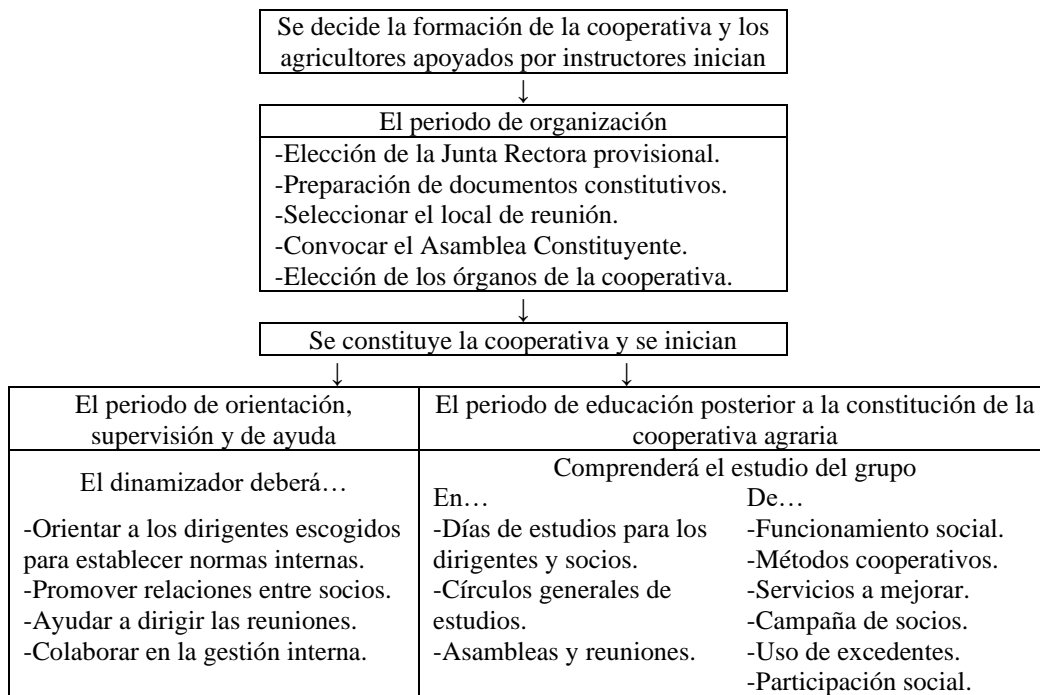 Se decide la formación de la cooperativa y los
agricultores apoyados por instructores inician
↓
El periodo de organización
-Elección de la Junta Rectora provisional.
-Preparación de documentos constitutivos.
-Seleccionar el local de reunión.
-Convocar el Asamblea Constituyente.
-Elección de los órganos de la cooperativa.
↓
Se constituye la cooperativa y se inician
↓ ↓
El periodo de orientación,
supervisión y de ayuda
El dinamizador deberá…
-Orientar a los dirigentes escogidos
para establecer normas internas.
-Promover relaciones entre socios.
-Ayudar a dirigir las reuniones.
-Colaborar en la gestión interna.
El periodo de educación posterior a la constitución de la
cooperativa agraria
Comprenderá el estudio del grupo
En…
-Días de estudios para los
dirigentes y socios.
-Círculos generales de
estudios.
-Asambleas y reuniones.
De…
-Funcionamiento social.
-Métodos cooperativos.
-Servicios a mejorar.
-Campaña de socios.
-Uso de excedentes.
-Participación social.